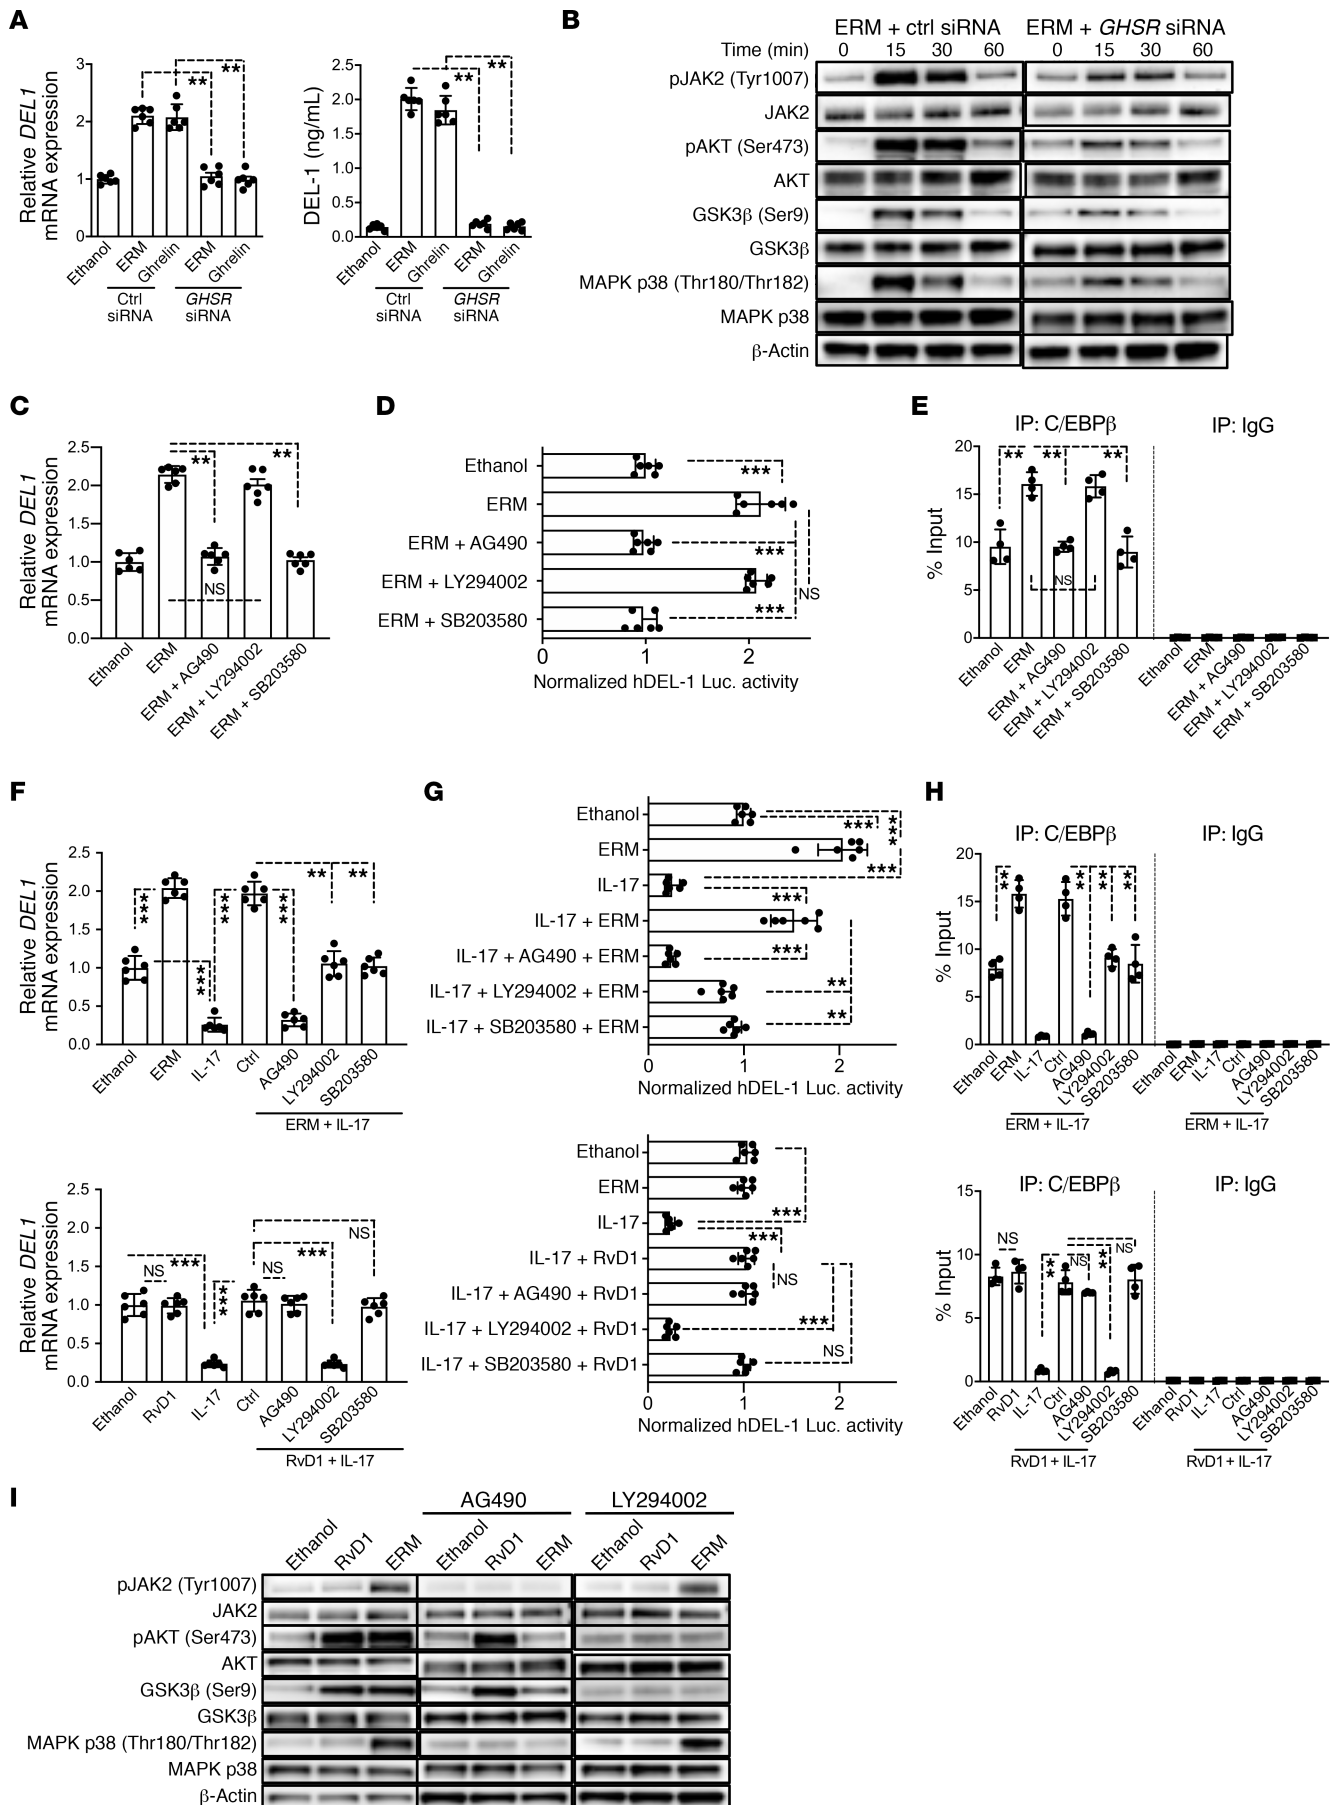 A
Relative DEL1
mRNA expression
3
2
1
0
**
**
Ethanol
ERM
Ghrelin
ERM
Ghrelin
Ctrl
siRNA
GHSR
siRNA
DEL-1 (ng/mL)
2.5
2.0
1.5
1.0
0.5
0.0
**
**
Ethanol
ERM
Ghrelin
ERM
Ghrelin
Ctrl
siRNA
GHSR
siRNA
B
ERM + ctrl siRNA
ERM + GHSR siRNA
Time (min) 0 15 30 60 0 15 30 60
pJAK2 (Tyr1007)
JAK2
pAKT (Ser473)
AKT
GSK3β (Ser9)
GSK3β
MAPK p38 (Thr180/Thr182)
MAPK p38
β-Actin
C
Relative DEL1
mRNA expression
2.5
2.0
1.5
1.0
0.5
0.0
**
**
NS
Ethanol
ERM
ERM + AG490
ERM + LY294002
ERM + SB203580
D
Ethanol
ERM
ERM + AG490
ERM + LY294002
ERM + SB203580
***
***
***
NS
0 1 2
Normalized hDEL-1 Luc. activity
E
IP: C/EBPβ
IP: IgG
% Input
20
15
10
5
0
** ** **
NS
Ethanol
ERM
ERM + AG490
ERM + LY294002
ERM + SB203580
Ethanol
ERM
ERM + AG490
ERM + LY294002
ERM + SB203580
F
Relative DEL1
mRNA expression
2.5
2.0
1.5
1.0
0.5
0.0
***
***
***
***
**
**
Ethanol
ERM
IL-17
Ctrl
AG490
LY294002
SB203580
ERM + IL-17
Relative DEL1
mRNA expression
2.5
2.0
1.5
1.0
0.5
0.0
NS
***
***
NS
***
NS
Ethanol
RvD1
IL-17
Ctrl
AG490
LY294002
SB203580
RvD1 + IL-17
G
Ethanol
ERM
IL-17
IL-17 + ERM
IL-17 + AG490 + ERM
IL-17 + LY294002 + ERM
IL-17 + SB203580 + ERM
***
***
***
***
***
**
**
0 1 2
Normalized hDEL-1 Luc. activity
Ethanol
ERM
IL-17
IL-17 + RvD1
IL-17 + AG490 + RvD1
IL-17 + LY294002 + RvD1
IL-17 + SB203580 + RvD1
***
***
NS
***
NS
0 1 2
Normalized hDEL-1 Luc. activity
H
IP: C/EBPβ
IP: IgG
% Input
20
15
10
5
0
**
**
**
**
Ethanol
ERM
IL-17
Ctrl
AG490
LY294002
SB203580
ERM + IL-17
Ethanol
ERM
IL-17
Ctrl
AG490
LY294002
SB203580
ERM + IL-17
IP: C/EBPβ
IP: IgG
% Input
15
10
5
0
NS
**
NS
**
NS
Ethanol
RvD1
IL-17
Ctrl
AG490
LY294002
SB203580
RvD1 + IL-17
Ethanol
RvD1
IL-17
Ctrl
AG490
LY294002
SB203580
RvD1 + IL-17
I
AG490
LY294002
Ethanol
RvD1
ERM
Ethanol
RvD1
ERM
Ethanol
RvD1
ERM
pJAK2 (Tyr1007)
JAK2
pAKT (Ser473)
AKT
GSK3β (Ser9)
GSK3β
MAPK p38 (Thr180/Thr182)
MAPK p38
β-Actin